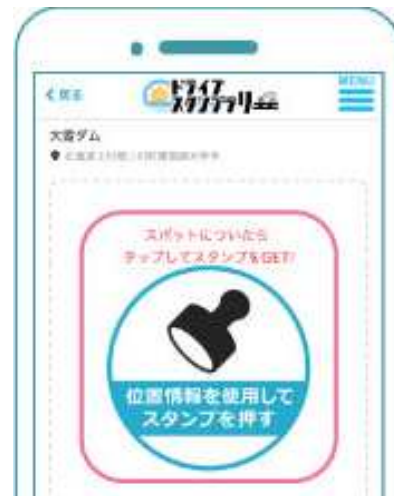 < 戻る
ドライブ
スタンプラリー
MENU
大雪ダム
スポットについたら
タップしてスタンプをGET!
位置情報を使用して
スタンプを押す